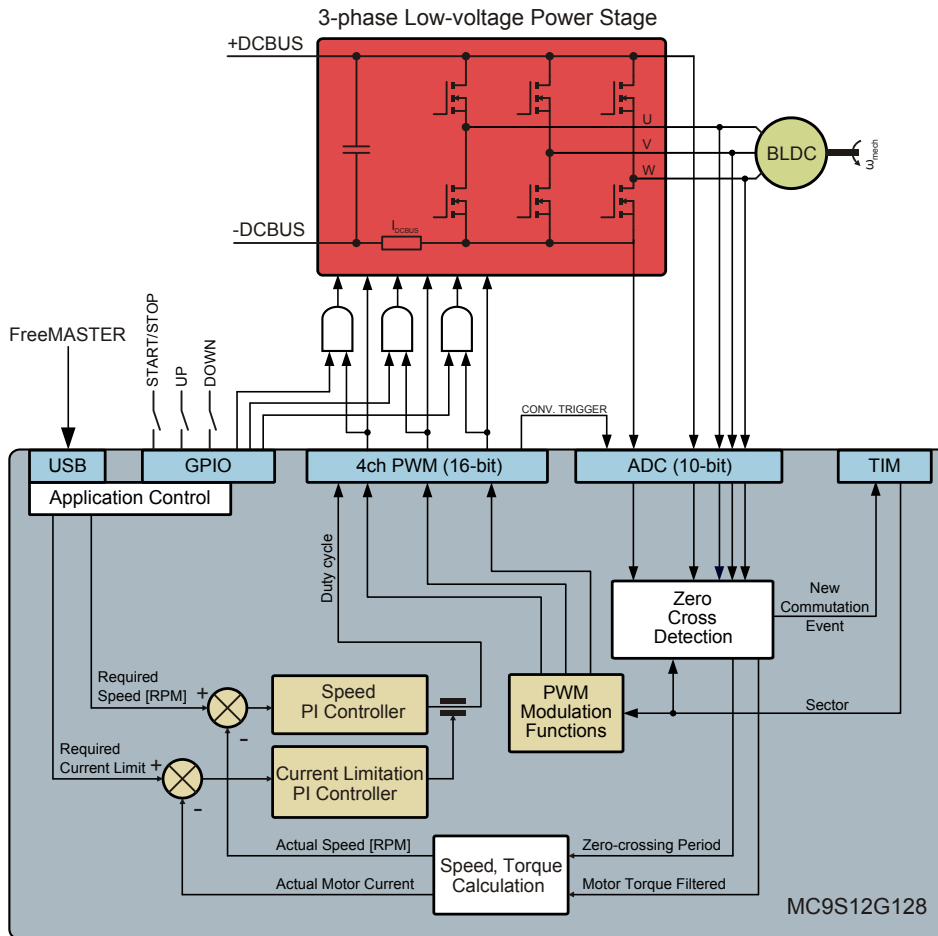 3-phase Low-voltage Power Stage
+DCBUS
U
V
W
BLDC
ωmech
-DCBUS
IDCBUS
FreeMASTER
START/STOP
UP
DOWN
CONV. TRIGGER
USB
GPIO
4ch PWM (16-bit)
ADC (10-bit)
TIM
Application Control
Duty cycle
Zero
Cross
Detection
New
Commutation
Event
Required
Speed [RPM]
+
-
Speed
PI Controller
PWM
Modulation
Functions
Sector
Required
Current Limit
+
-
Current Limitation
PI Controller
Actual Speed [RPM]
Actual Motor Current
Speed, Torque
Calculation
Zero-crossing Period
Motor Torque Filtered
MC9S12G128